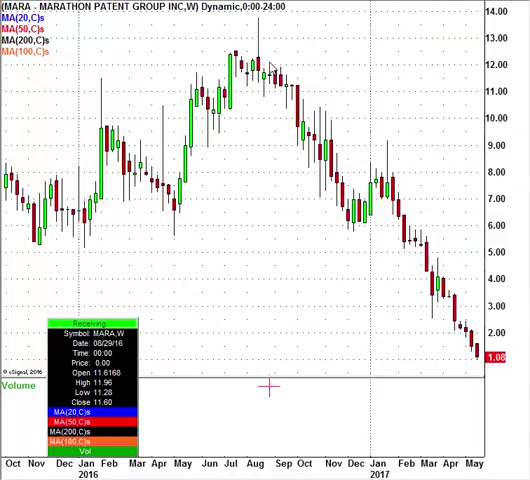 (MARA - MARATHON PATENT GROUP INC,W) Dynamic,0:00-24:00
MA(20,C)s
MA(50,C)s
MA(200,C)s
MA(100,C)s
14.00
13.00
12.00
11.00
10.00
9.00
8.00
7.00
6.00
5.00
4.00
3.00
2.00
1.08
Receiving
Symbol: MARA,W
Date: 08/29/16
Time: 00:00
Price: 0.00
Open 11.6168
High 11.96
Low 11.28
Close 11.60
MA(20,C)s
MA(50,C)s
MA(200,C)s
MA(100,C)s
Vol
© eSignal, 2016
Volume
Oct Nov Dec Jan Feb Mar Apr May Jun Jul Aug Sep Oct Nov Dec Jan Feb Mar Apr May
2016 2017